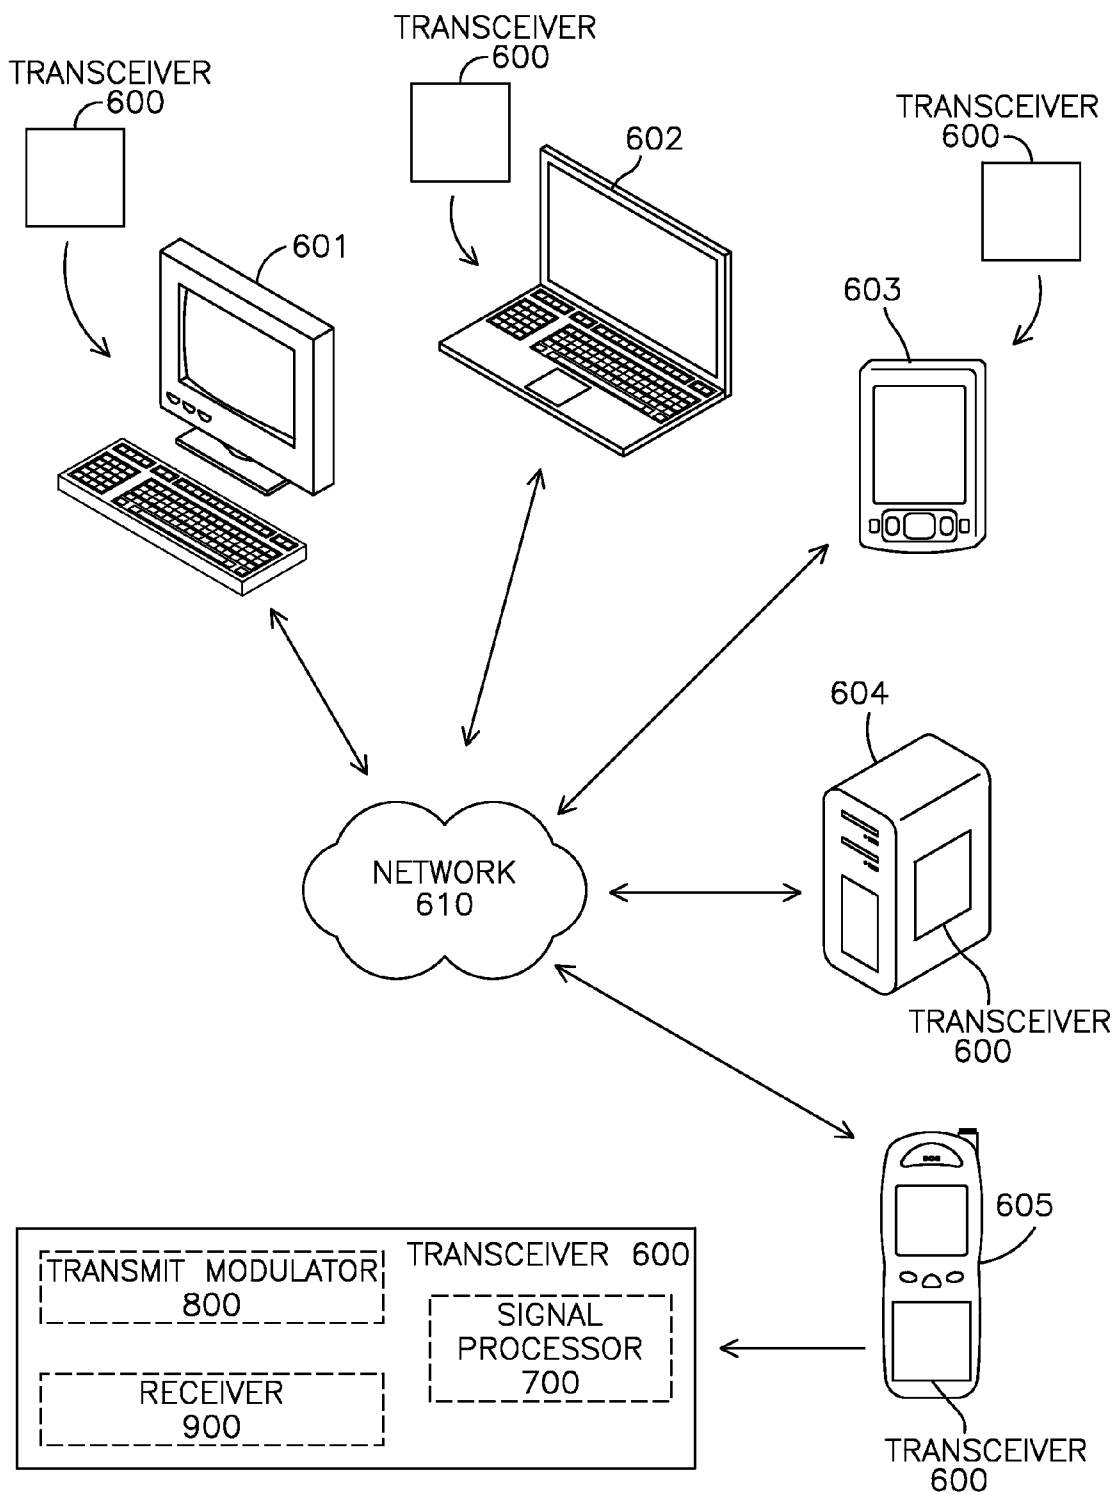 TRANSCEIVER
600
TRANSCEIVER
600
TRANSCEIVER
600
602
601
603
604
NETWORK
610
TRANSCEIVER
600
605
TRANSCEIVER 600
TRANSMIT MODULATOR
800
SIGNAL
PROCESSOR
700
RECEIVER
900
TRANSCEIVER
600